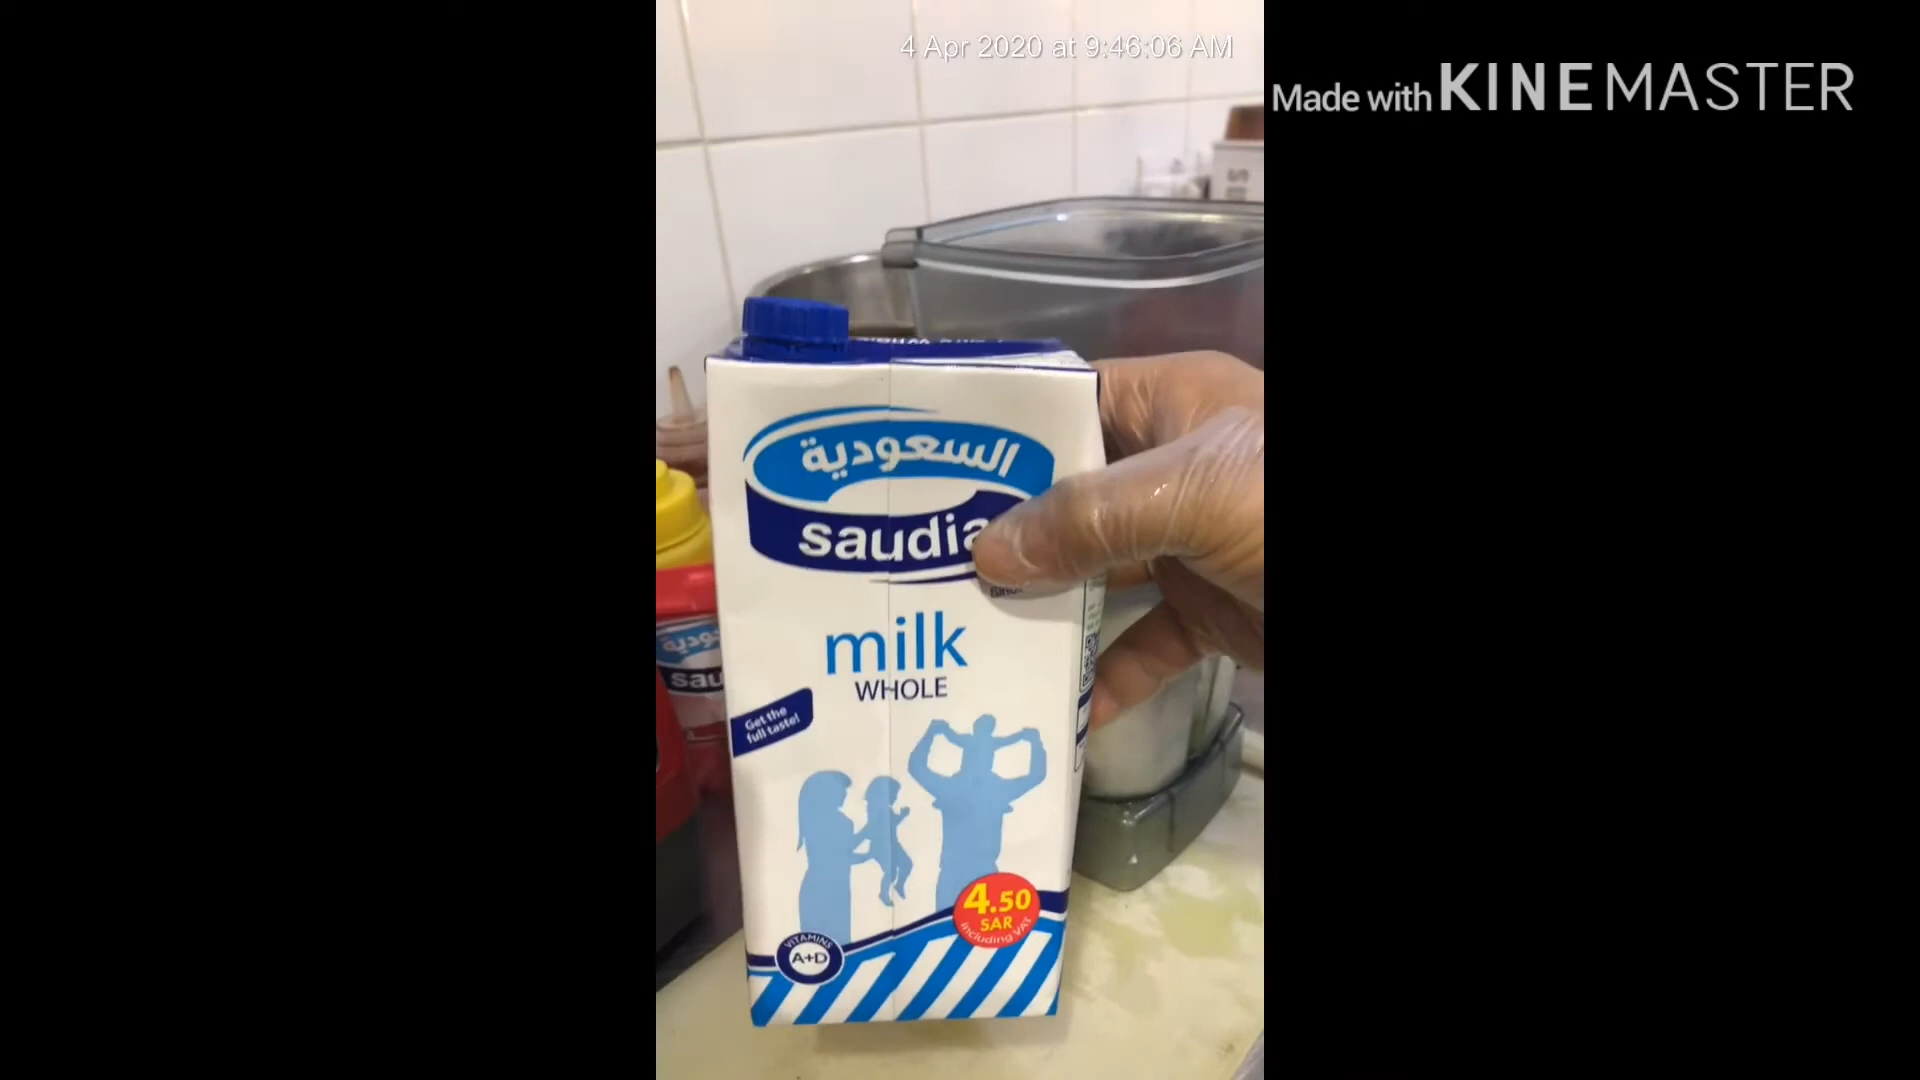 4 Apr 2020 at 9:46:06 AM
Made with KINEMASTER
السعودية
saudia
milk
WHOLE
Get the
full taste!
4.50
SAR
including VAT
VITAMINS
A+D
sau